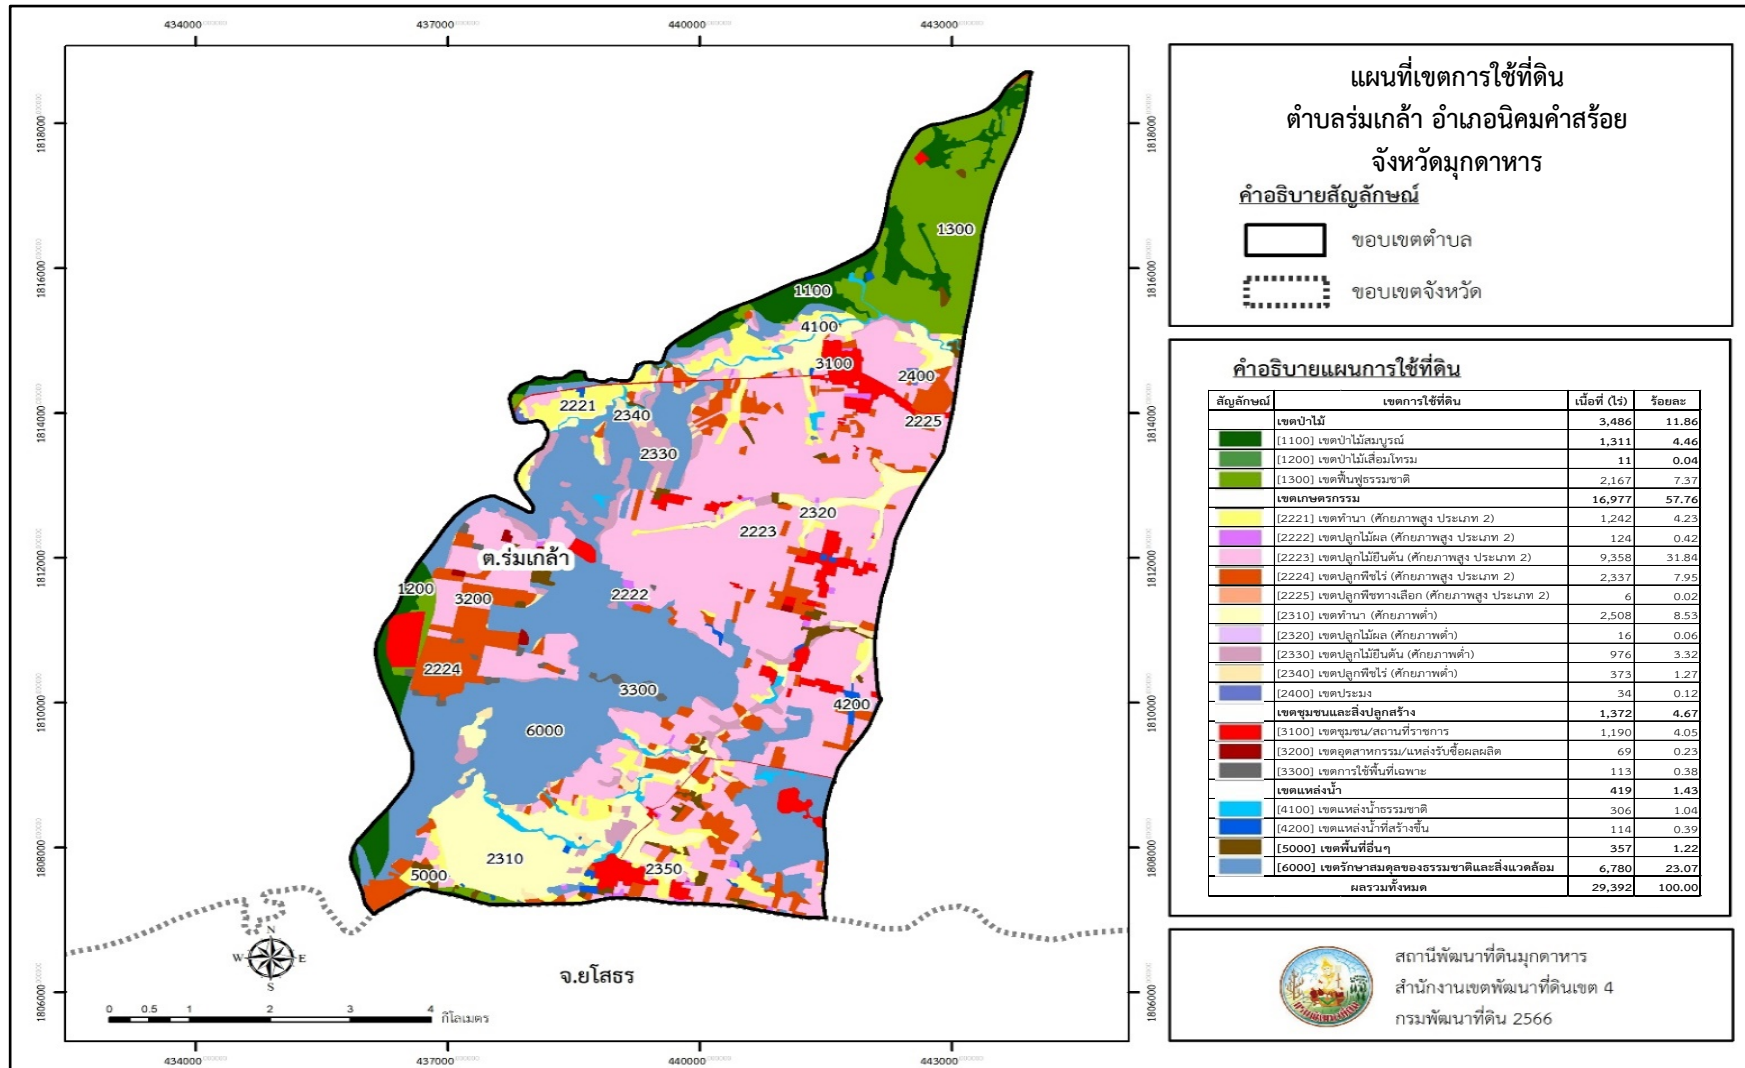 434000
437000
440000
443000
1818000
1816000
1814000
1812000
1810000
1808000
1806000
1818000
1816000
1814000
1812000
1810000
1808000
1806000
434000
437000
440000
443000
1300
1100
4100
3100
2400
2221
2340
2225
2330
2320
2223
ต.ร่มเกล้า
1200
3200
2222
2224
3300
4200
6000
2310
2350
5000
จ.ยโสธร
N
W E
S
0 0.5 1 2 3 4
กิโลเมตร
แผนที่เขตการใช้ที่ดิน
ตำบลร่มเกล้า อำเภอนิคมคำสร้อย
จังหวัดมุกดาหาร
คำอธิบายสัญลักษณ์
ขอบเขตตำบล
ขอบเขตจังหวัด
คำอธิบายแผนการใช้ที่ดิน
สัญลักษณ์ เขตการใช้ที่ดิน เนื้อที่ (ไร่) ร้อยละ
เขตป่าไม้ 3,486 11.86
[1100] เขตป่าไม้สมบูรณ์ 1,311 4.46
[1200] เขตป่าไม้เสื่อมโทรม 11 0.04
[1300] เขตฟื้นฟูธรรมชาติ 2,167 7.37
เขตเกษตรกรรม 16,977 57.76
[2221] เขตทำนา (ศักยภาพสูง ประเภท 2) 1,242 4.23
[2222] เขตปลูกไม้ผล (ศักยภาพสูง ประเภท 2) 124 0.42
[2223] เขตปลูกไม้ยืนต้น (ศักยภาพสูง ประเภท 2) 9,358 31.84
[2224] เขตปลูกพืชไร่ (ศักยภาพสูง ประเภท 2) 2,337 7.95
[2225] เขตปลูกพืชทางเลือก (ศักยภาพสูง ประเภท 2) 6 0.02
[2310] เขตทำนา (ศักยภาพต่ำ) 2,508 8.53
[2320] เขตปลูกไม้ผล (ศักยภาพต่ำ) 16 0.06
[2330] เขตปลูกไม้ยืนต้น (ศักยภาพต่ำ) 976 3.32
[2340] เขตปลูกพืชไร่ (ศักยภาพต่ำ) 373 1.27
[2400] เขตประมง 34 0.12
เขตชุมชนและสิ่งปลูกสร้าง 1,372 4.67
[3100] เขตชุมชน/สถานที่ราชการ 1,190 4.05
[3200] เขตอุตสาหกรรม/แหล่งรับซื้อผลผลิต 69 0.23
[3300] เขตการใช้พื้นที่เฉพาะ 113 0.38
เขตแหล่งน้ำ 419 1.43
[4100] เขตแหล่งน้ำธรรมชาติ 306 1.04
[4200] เขตแหล่งน้ำที่สร้างขึ้น 114 0.39
[5000] เขตพื้นที่อื่นๆ 357 1.22
[6000] เขตรักษาสมดุลของธรรมชาติและสิ่งแวดล้อม 6,780 23.07
ผลรวมทั้งหมด 29,392 100.00
สถานีพัฒนาที่ดินมุกดาหาร
สำนักงานเขตพัฒนาที่ดินเขต 4
กรมพัฒนาที่ดิน 2566
กรมพัฒนาที่ดิน